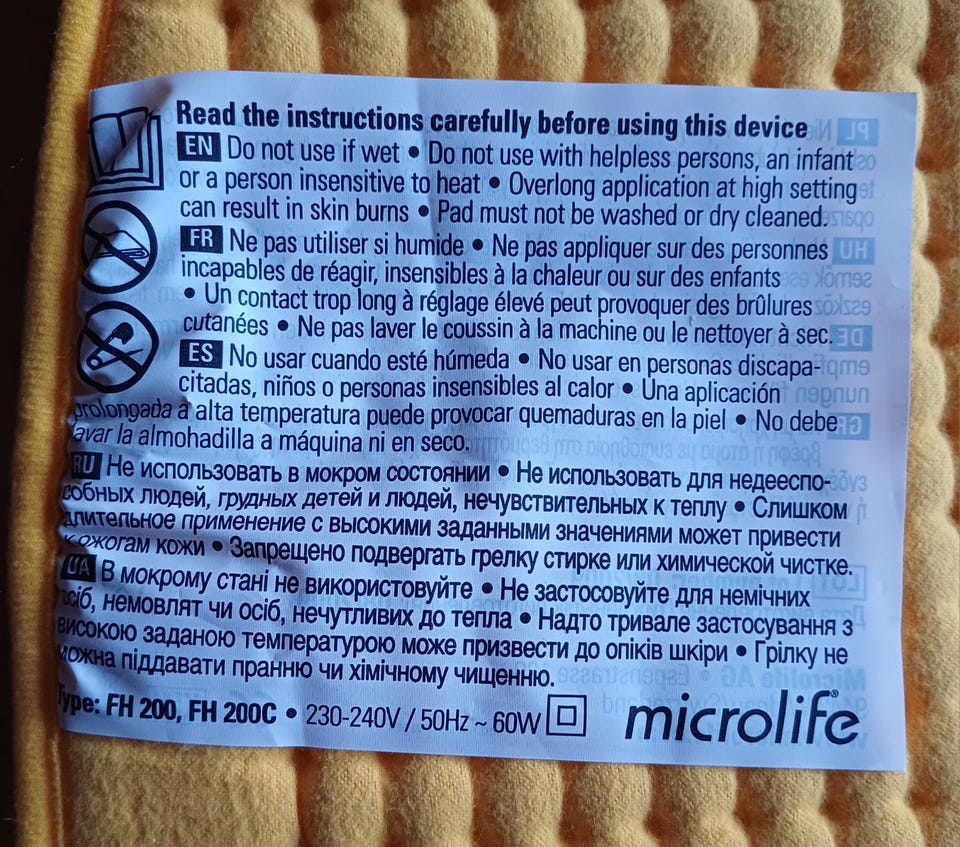 Read the instructions carefully before using this device
EN Do not use if wet • Do not use with helpless persons, an infant
or a person insensitive to heat • Overlong application at high setting
can result in skin burns • Pad must not be washed or dry cleaned.
FR Ne pas utiliser si humide • Ne pas appliquer sur des personnes
incapables de réagir, insensibles à la chaleur ou sur des enfants
• Un contact trop long à réglage élevé peut provoquer des brûlures
cutanées • Ne pas laver le coussin à la machine ou le nettoyer à sec.
ES No usar cuando esté húmeda • No usar en personas discapa-
citadas, niños o personas insensibles al calor • Una aplicación
prolongada a alta temperatura puede provocar quemaduras en la piel • No debe
lavar la almohadilla a máquina ni en seco.
RU Не использовать в мокром состоянии • Не использовать для недееспо-
собных людей, грудных детей и людей, нечувствительных к теплу • Слишком
длительное применение с высокими заданными значениями может привести
к ожогам кожи • Запрещено подвергать грелку стирке или химической чистке.
UA В мокрому стані не використовуйте • Не застосовуйте для немічних
осіб, немовлят чи осіб, нечутливих до тепла • Надто тривале застосування з
високою заданою температурою може призвести до опіків шкіри • Грілку не
можна піддавати пранню чи хімічному чищенню.
Type: FH 200, FH 200C • 230-240V / 50Hz ~ 60W
microlife®